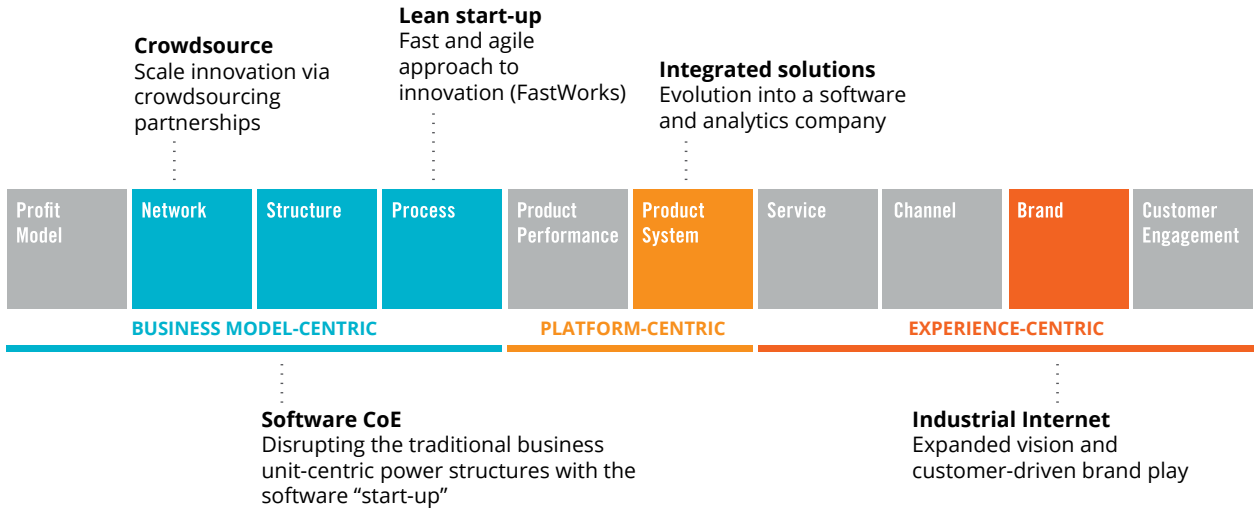 Crowdsource
Scale innovation via
crowdsourcing
partnerships
Lean start-up
Fast and agile
approach to
innovation (FastWorks)
Integrated solutions
Evolution into a software
and analytics company
Profit
Model
Network
Structure
Process
Product
Performance
Product
System
Service
Channel
Brand
Customer
Engagement
BUSINESS MODEL-CENTRIC
PLATFORM-CENTRIC
EXPERIENCE-CENTRIC
Software CoE
Disrupting the traditional business
unit-centric power structures with the
software “start-up”
Industrial Internet
Expanded vision and
customer-driven brand play